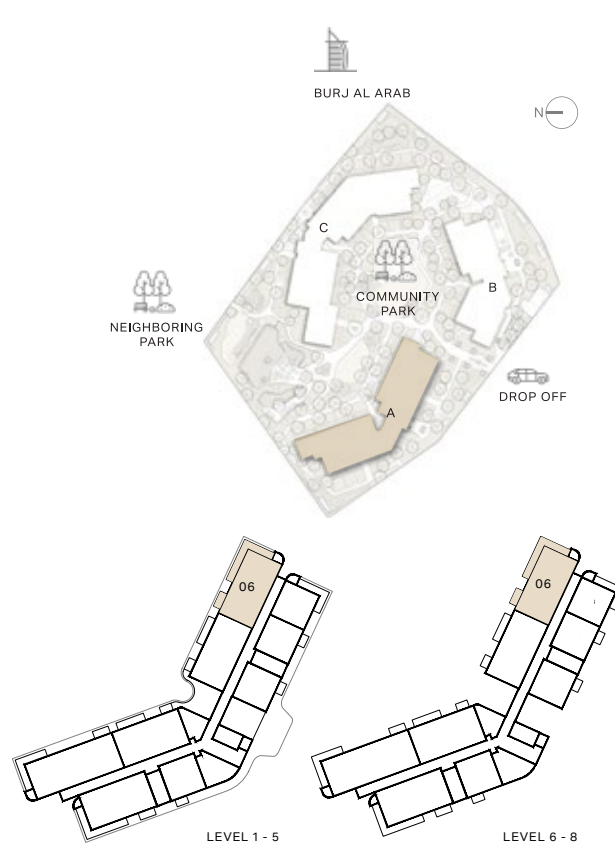 BURJ AL ARAB
N
C
COMMUNITY
PARK
B
NEIGHBORING
PARK
DROP OFF
A
06
06
LEVEL 1 - 5
LEVEL 6 - 8